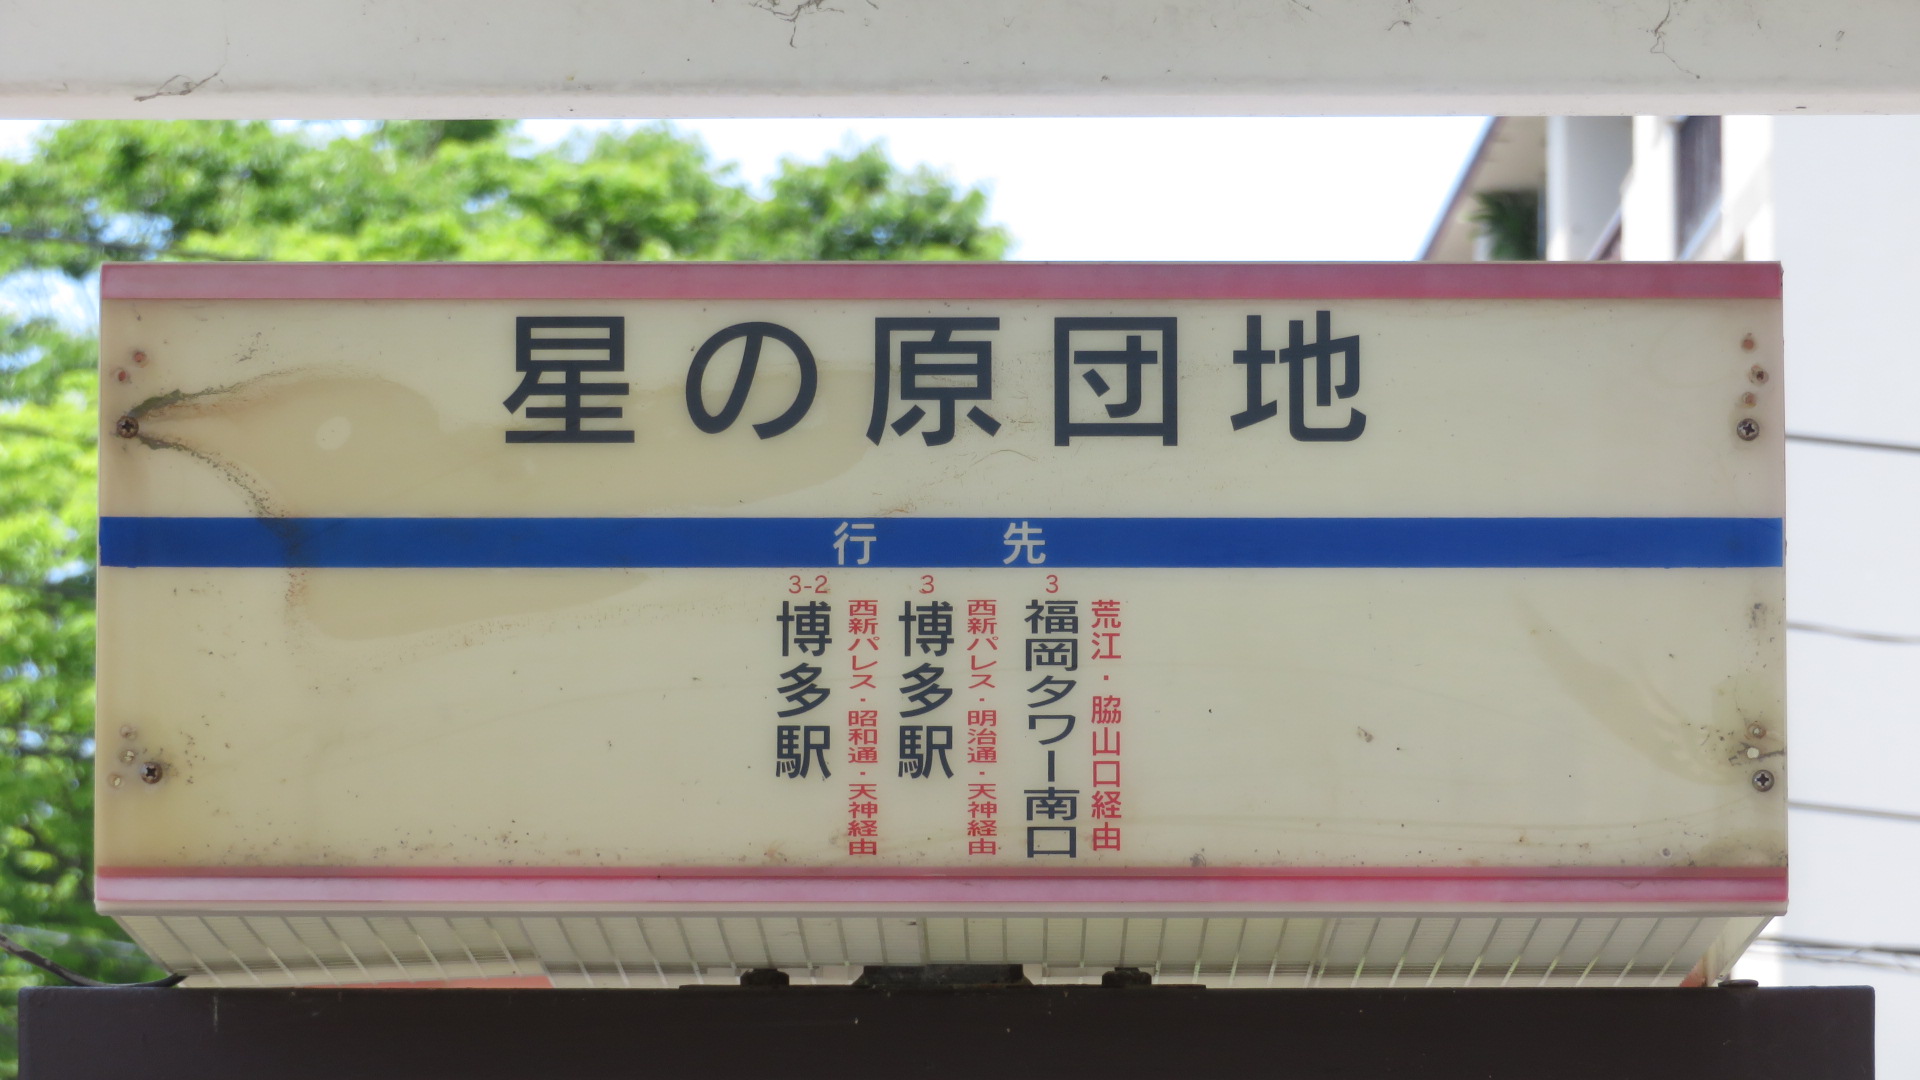 星の原団地
行先
3
荒江・脇山口経由
福岡タワー南口
3
西新パレス・明治通・天神経由
博多駅
3-2
西新パレス・昭和通・天神経由
博多駅